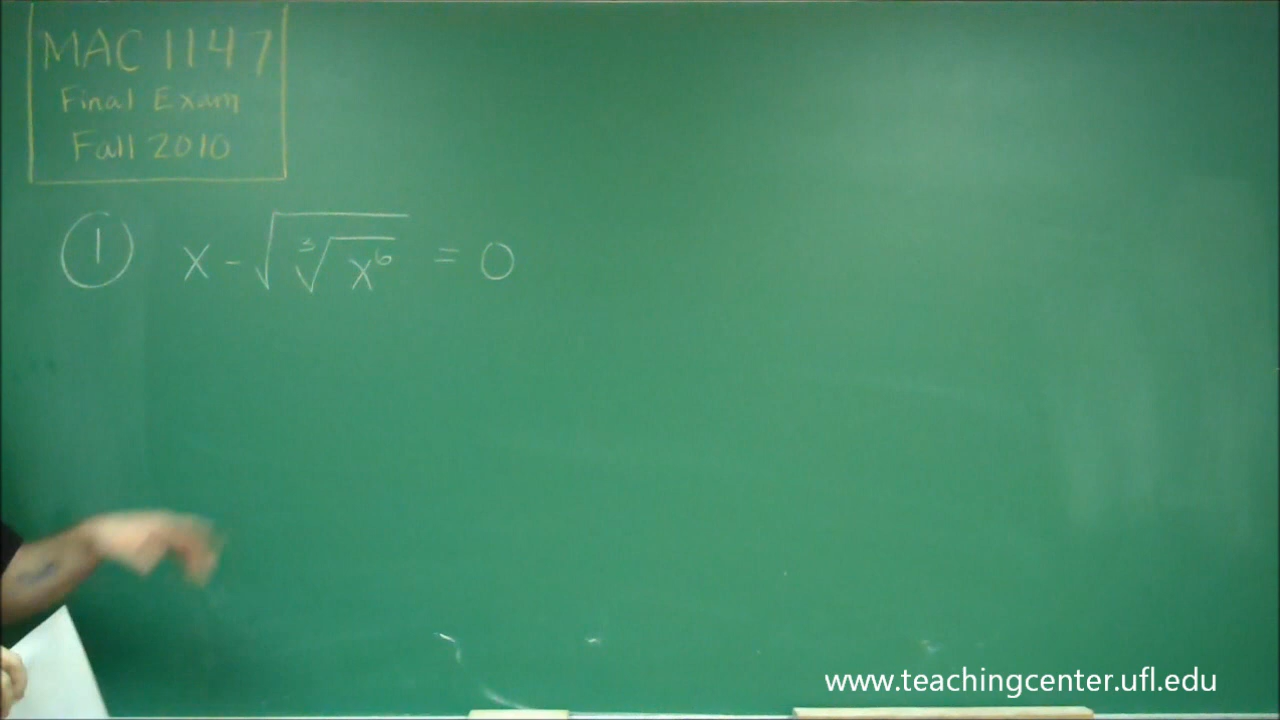 MAC 1147
Final Exam
Fall 2010
① x - √(∛(x⁶)) = 0
www.teachingcenter.ufl.edu